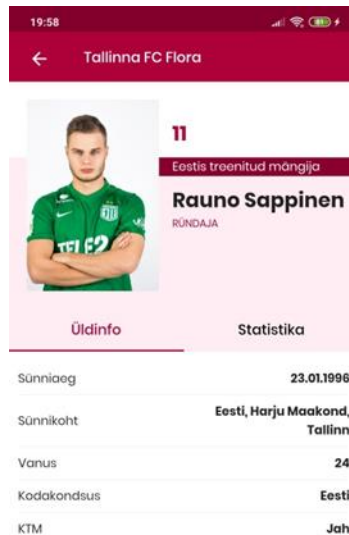 19:58
Tallinna FC Flora
11
Eestis treenitud mängija
Rauno Sappinen
RÜNDAJA
TELE2
Üldinfo
Statistika
Sünniaeg
23.01.1996
Sünnikoht
Eesti, Harju Maakond,
Tallinn
Vanus
24
Kodakondsus
Eesti
KTM
Jah